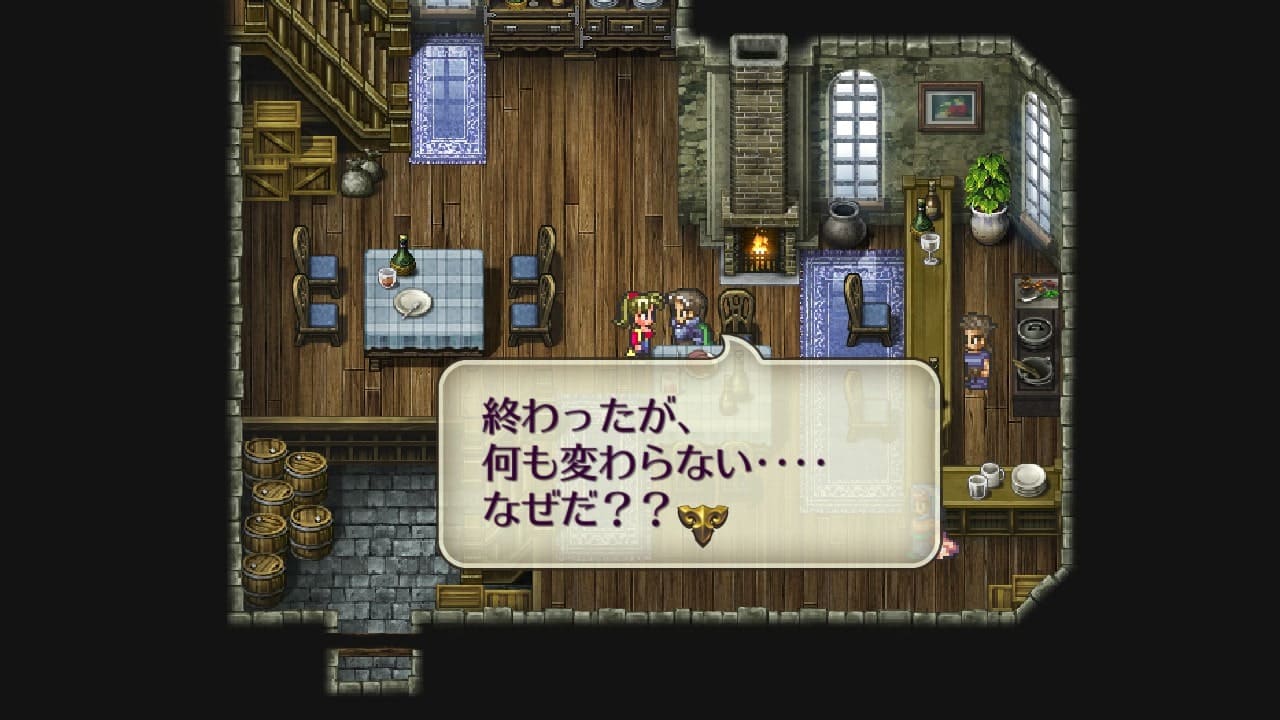 終わったが、
何も変わらない‥‥
なぜだ？？